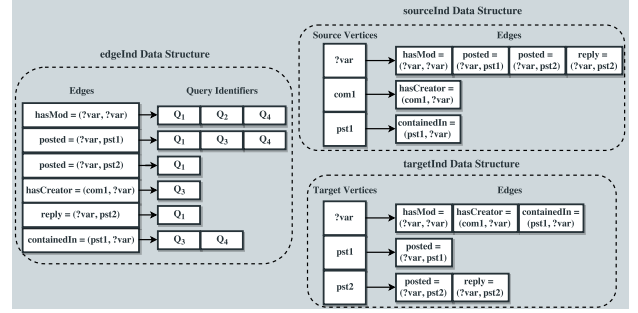 edgeInd Data Structure
Edges
Query Identifiers
hasMod = (?var, ?var)
Q1 Q2 Q4
posted = (?var, pst1)
Q1 Q3 Q4
posted = (?var, pst2)
Q1
hasCreator = (com1, ?var)
Q3
reply = (?var, pst2)
Q1
containedIn = (pst1, ?var)
Q3 Q4
sourceInd Data Structure
Source Vertices
Edges
?var
hasMod =
(?var, ?var)
posted =
(?var, pst1)
posted =
(?var, pst2)
reply =
(?var, pst2)
com1
hasCreator =
(com1, ?var)
pst1
containedIn =
(pst1, ?var)
targetInd Data Structure
Target Vertices
Edges
?var
hasMod =
(?var, ?var)
hasCreator =
(com1, ?var)
containedIn =
(pst1, ?var)
pst1
posted =
(?var, pst1)
pst2
posted =
(?var, pst2)
reply =
(?var, pst2)